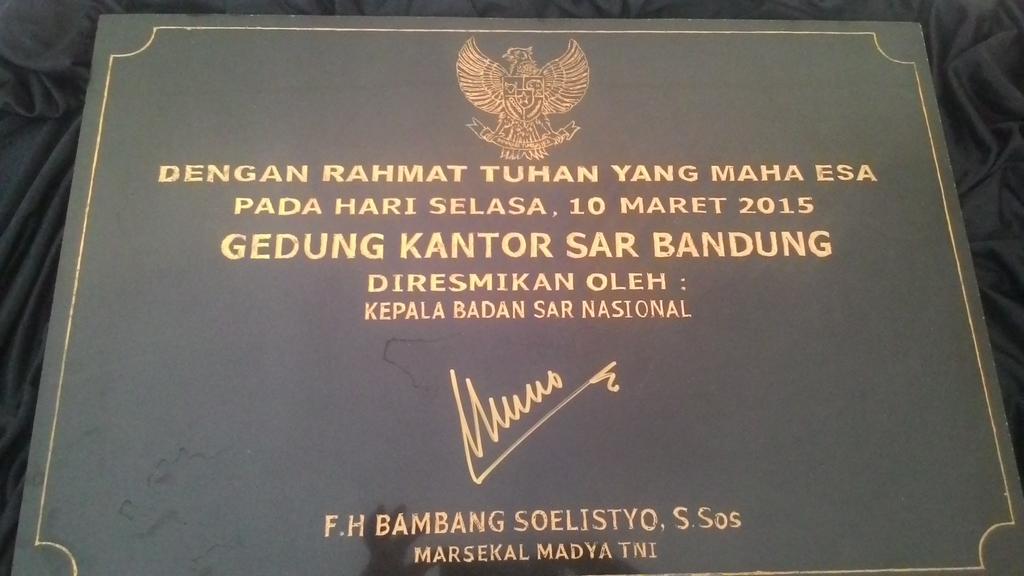 DENGAN RAHMAT TUHAN YANG MAHA ESA
PADA HARI SELASA, 10 MARET 2015
GEDUNG KANTOR SAR BANDUNG
DIRESMIKAN OLEH :
KEPALA BADAN SAR NASIONAL
F.H BAMBANG SOELISTYO, S.Sos
MARSEKAL MADYA TNI